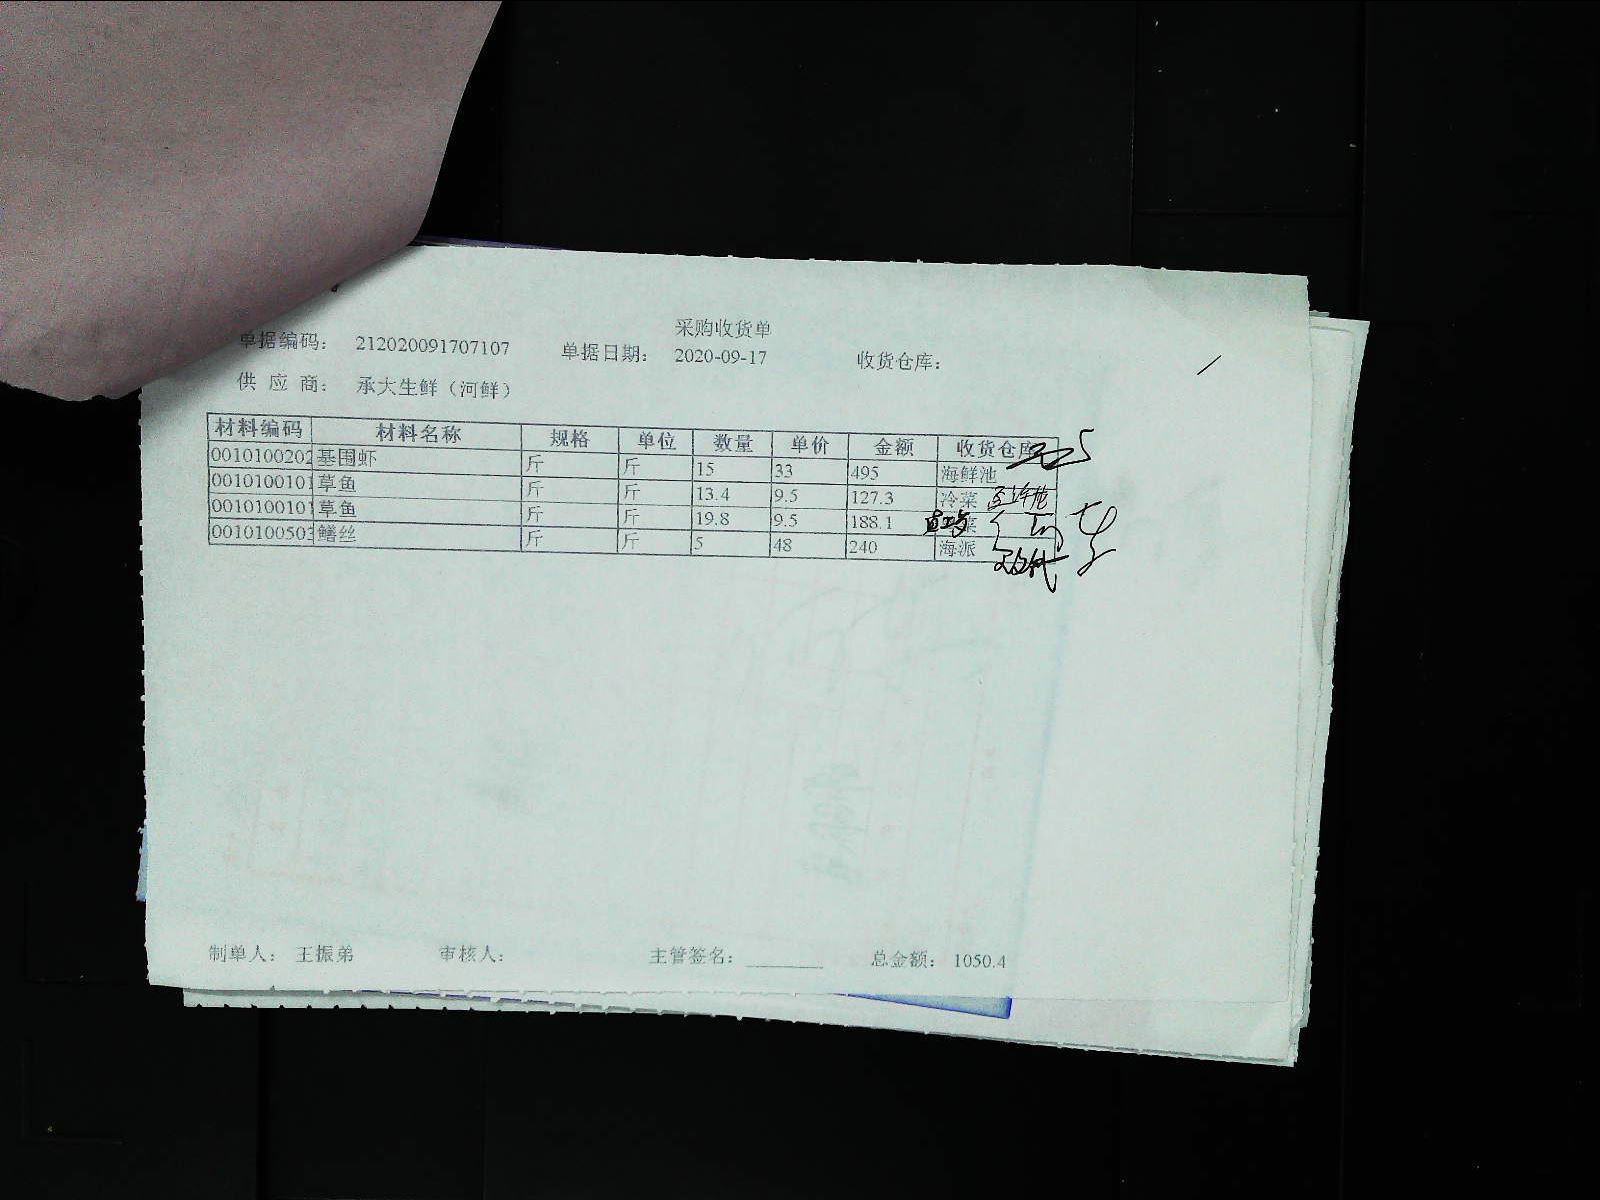 采购收货单
单据编码： 212020091707107 单据日期： 2020-09-17 收货仓库：
供 应 商： 承大生鲜（河鲜）
材料编码 材料名称 规格 单位 数量 单价 金额 收货仓库
0010100202 基围虾 斤 斤 15 33 495 海鲜池
0010100101 草鱼 斤 斤 13.4 9.5 127.3 冷菜
0010100101 草鱼 斤 斤 19.8 9.5 188.1 菜
0010100503 鳝丝 斤 斤 5 48 240 海派
制单人： 王振弟 审核人： 主管签名： 总金额： 1050.4